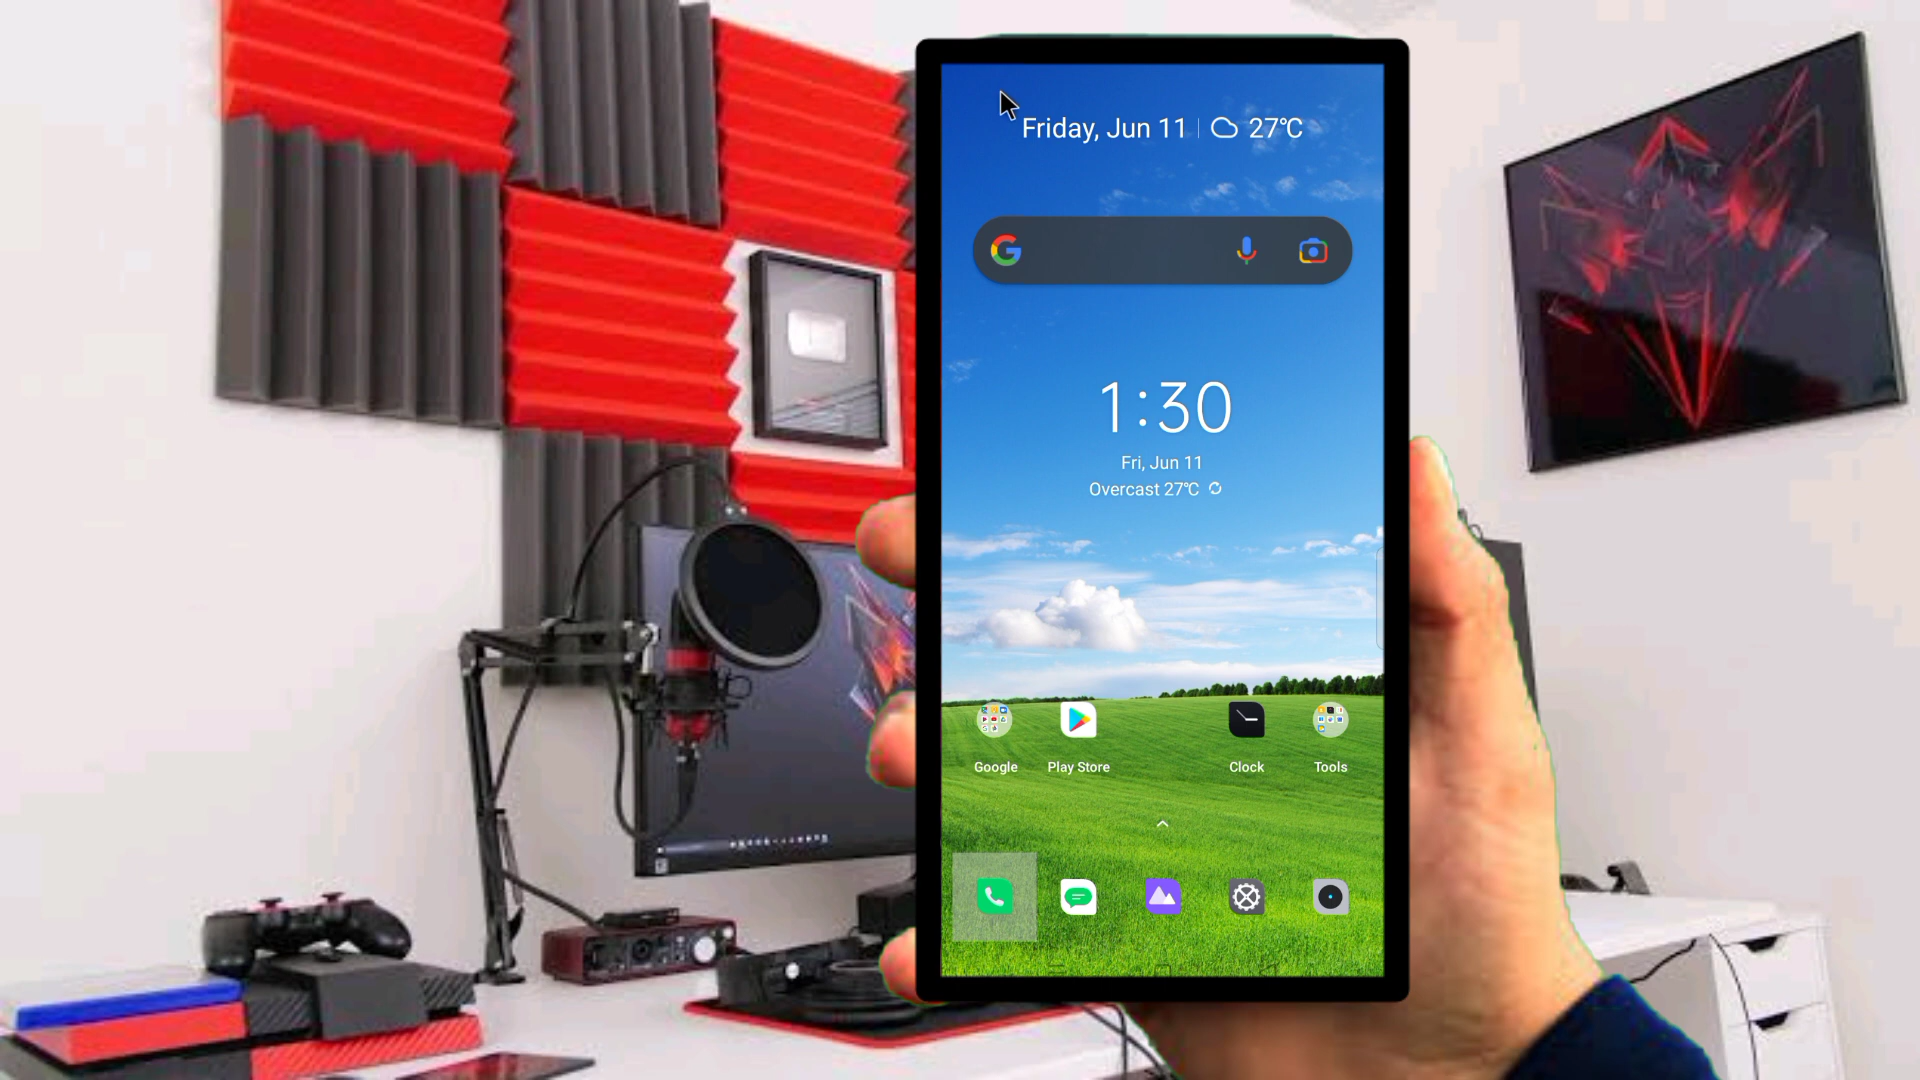 Friday, Jun 11 | 27℃
1:30
Fri, Jun 11
Overcast 27℃
Google Play Store Clock Tools